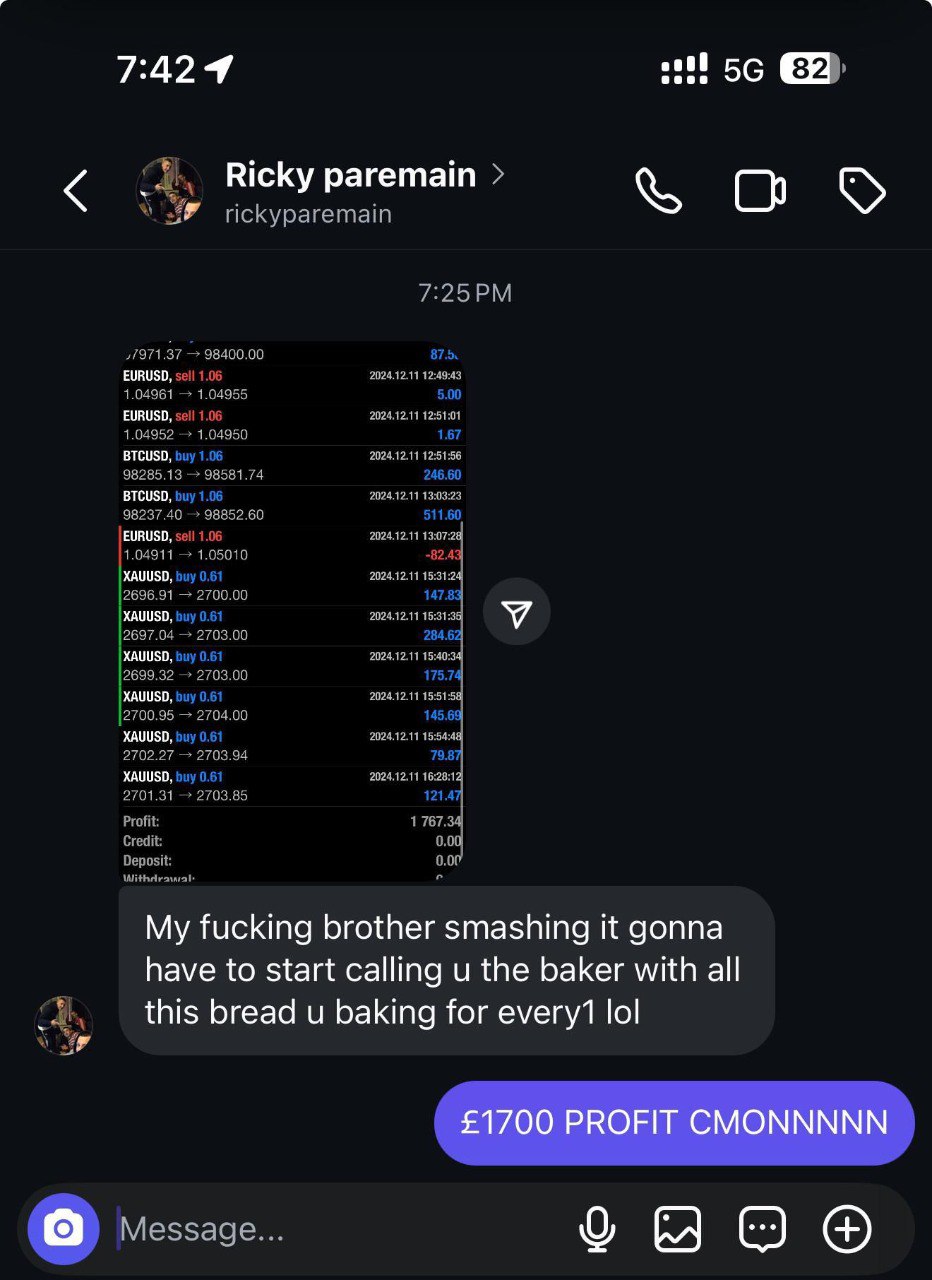 7:42
5G 82
Ricky paremain
rickyparemain
7:25 PM
97971.37 → 98400.00
EURUSD, sell 1.06 2024.12.11 12:49:43
1.04961 → 1.04955 5.00
EURUSD, sell 1.06 2024.12.11 12:51:01
1.04952 → 1.04950 1.67
BTCUSD, buy 1.06 2024.12.11 12:51:56
98285.13 → 98581.74 246.60
BTCUSD, buy 1.06 2024.12.11 13:03:23
98237.40 → 98852.60 511.60
EURUSD, sell 1.06 2024.12.11 13:07:28
1.04911 → 1.05010 -82.43
XAUUSD, buy 0.61 2024.12.11 15:31:24
2696.91 → 2700.00 147.83
XAUUSD, buy 0.61 2024.12.11 15:31:35
2697.04 → 2703.00 284.62
XAUUSD, buy 0.61 2024.12.11 15:40:34
2699.32 → 2703.00 175.74
XAUUSD, buy 0.61 2024.12.11 15:51:58
2700.95 → 2704.00 145.69
XAUUSD, buy 0.61 2024.12.11 15:54:48
2702.27 → 2703.94 79.87
XAUUSD, buy 0.61 2024.12.11 16:28:12
2701.31 → 2703.85 121.47
Profit: 1 767.34
Credit: 0.00
Deposit: 0.00
Withdrawal:
My fucking brother smashing it gonna
have to start calling u the baker with all
this bread u baking for every1 lol
£1700 PROFIT CMONNNNN
Message...